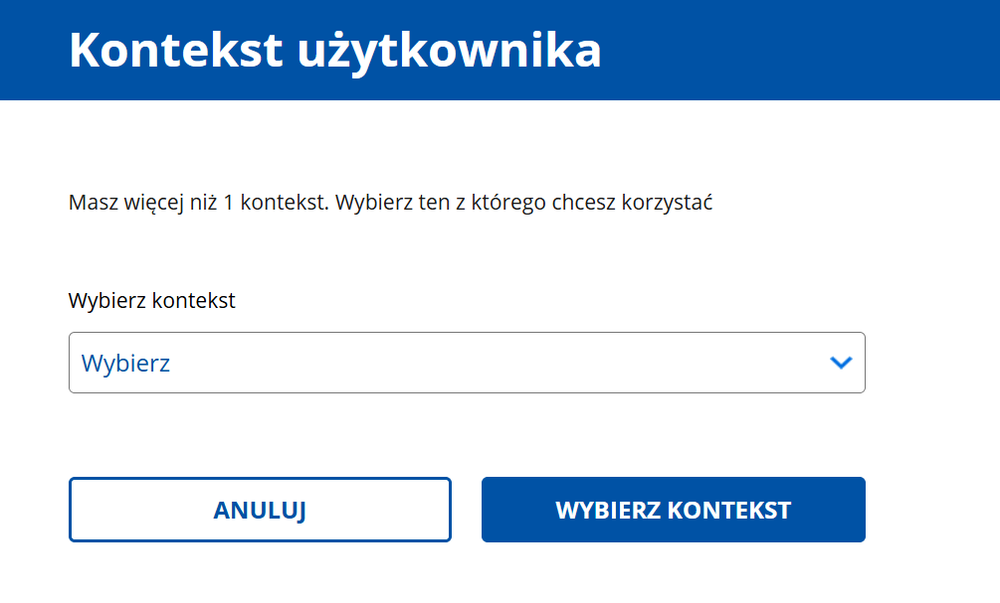 Kontekst użytkownika
Masz więcej niż 1 kontekst. Wybierz ten z którego chcesz korzystać
Wybierz kontekst
Wybierz
ANULUJ
WYBIERZ KONTEKST